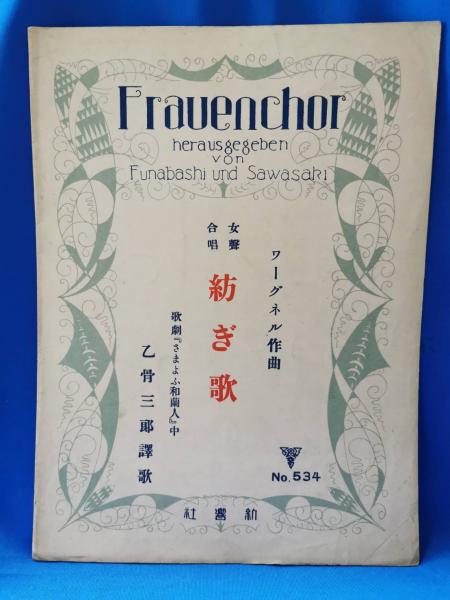 Frauenchor
herausgegeben
von
Funabashi und Sawasaki
ワーグネル作曲
女聲
合唱
紡ぎ歌
歌劇『さまよふ和蘭人』中
乙骨三郎譯歌
No.534
社響新